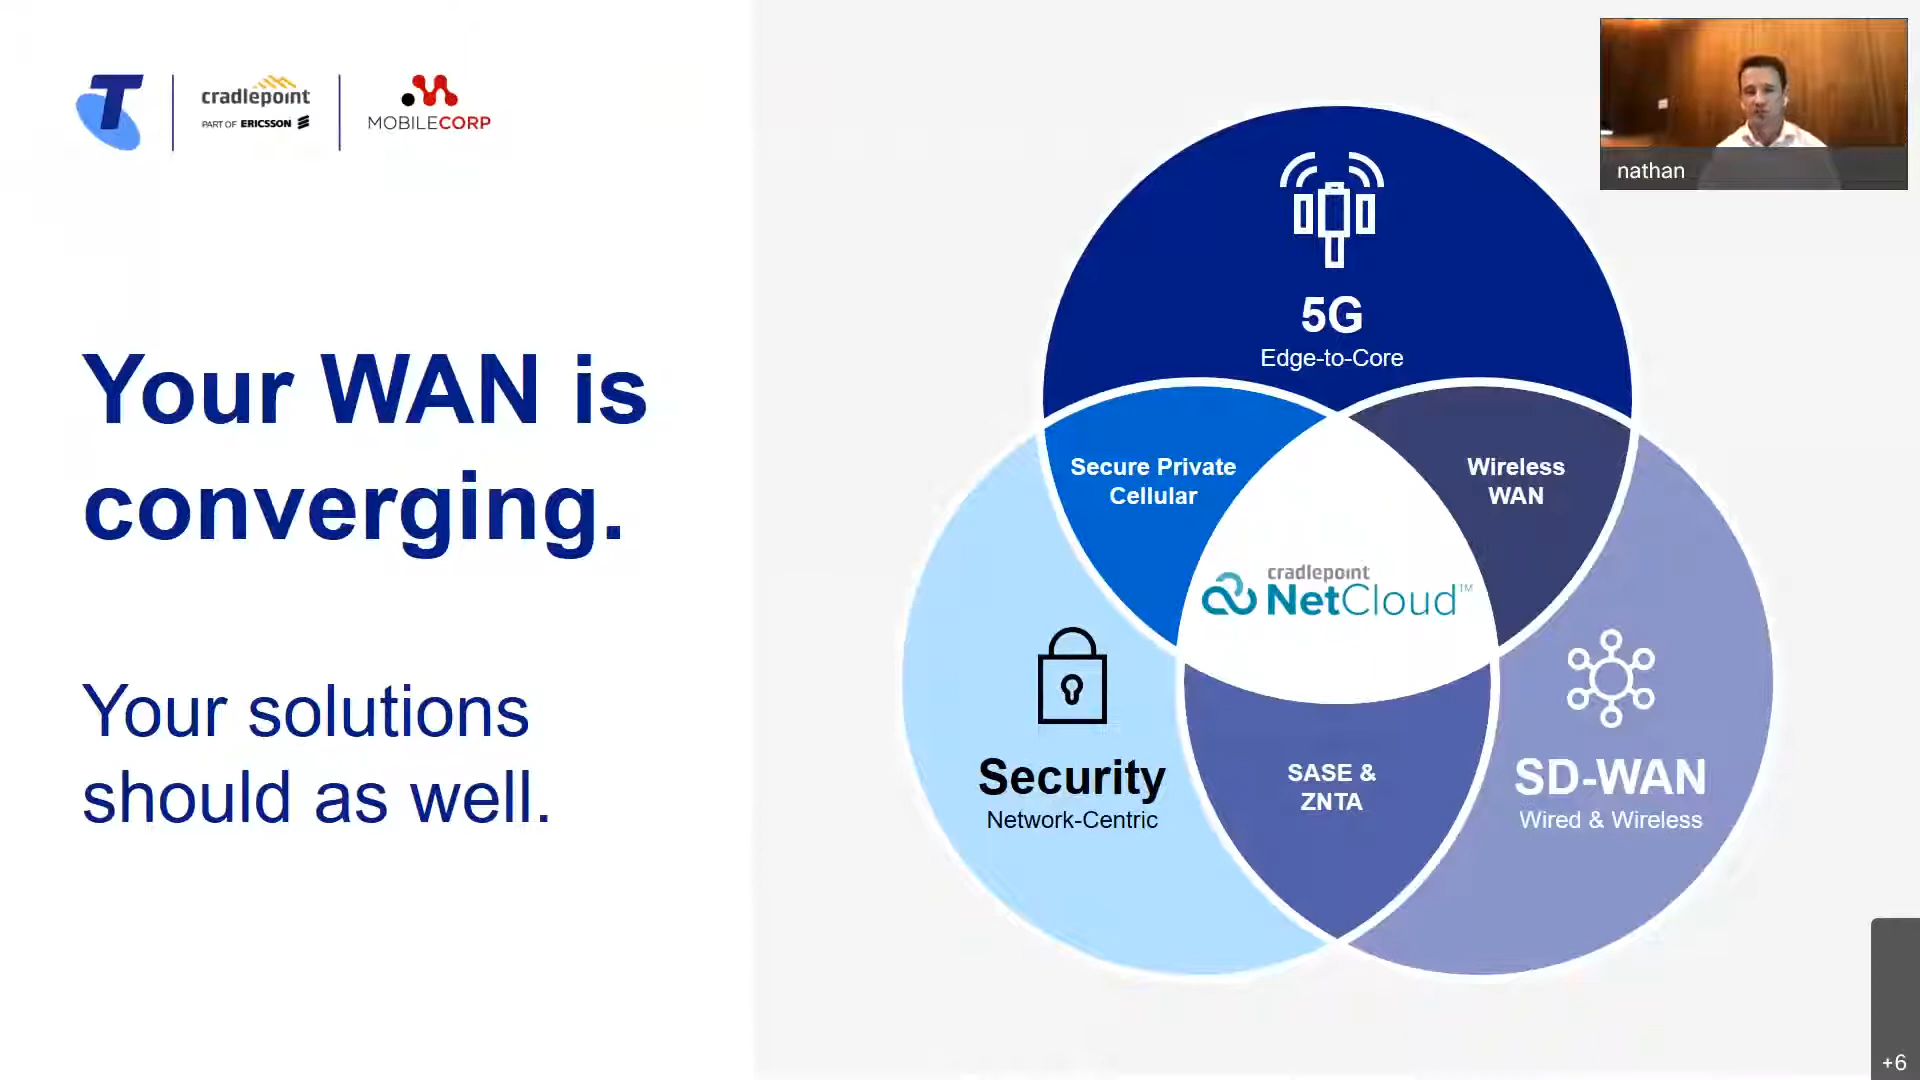 T
cradlepoint
PART OF ERICSSON
MOBILECORP
Your WAN is
converging.
Your solutions
should as well.
nathan
5G
Edge-to-Core
Secure Private
Cellular
Wireless
WAN
cradlepoint
NetCloud™
Security
Network-Centric
SASE &
ZNTA
SD-WAN
Wired & Wireless
+6